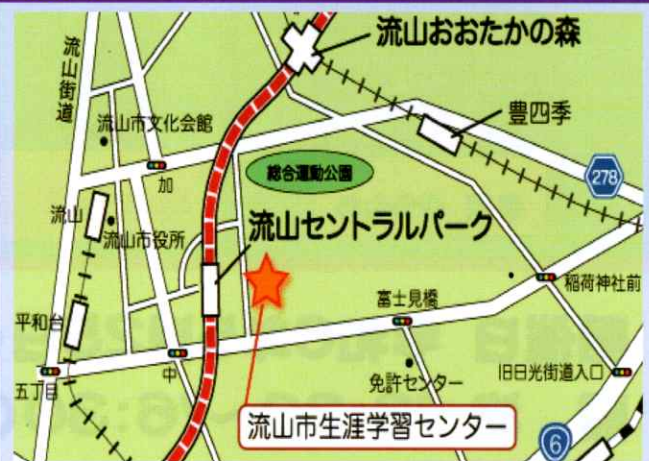 流山おおたかの森
流山街道
豊四季
流山市文化会館
278
加
総合運動公園
流山
流山市役所
流山セントラルパーク
稲荷神社前
富士見橋
平和台
五丁目
中
免許センター
旧日光街道入口
流山市生涯学習センター
6